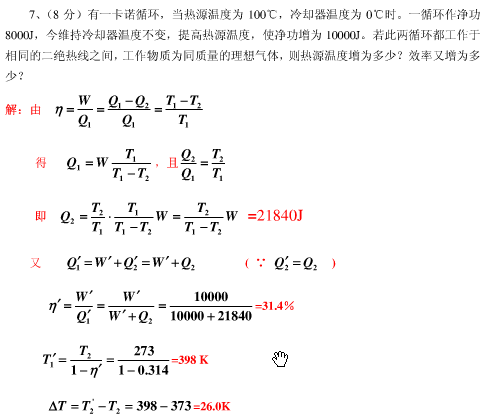 7、（8 分）有一卡诺循环，当热源温度为 100℃，冷却器温度为 0℃时。一循环作净功
8000J，今维持冷却器温度不变，提高热源温度，使净功增为 10000J。若此两循环都工作于
相同的二绝热线之间，工作物质为同质量的理想气体，则热源温度增为多少？效率又增为多
少？
解：由 η = W/Q₁ = (Q₁－Q₂)/Q₁ = (T₁－T₂)/T₁
得 Q₁ = W T₁/(T₁－T₂) ，且 Q₂/Q₁ = T₂/T₁
即 Q₂ = T₂/T₁ · T₁/(T₁－T₂) W = T₂/(T₁－T₂) W =21840J
又 Q₁′ = W′+Q₂′ = W′+Q₂ （∵ Q₂′ = Q₂ ）
η′ = W′/Q₁′ = W′/(W′+Q₂) = 10000/(10000+21840) =31.4%
T₁′ = T₂/(1－η′) = 273/(1－0.314) =398 K
ΔT = T₂′－T₂ = 398－373 =26.0K